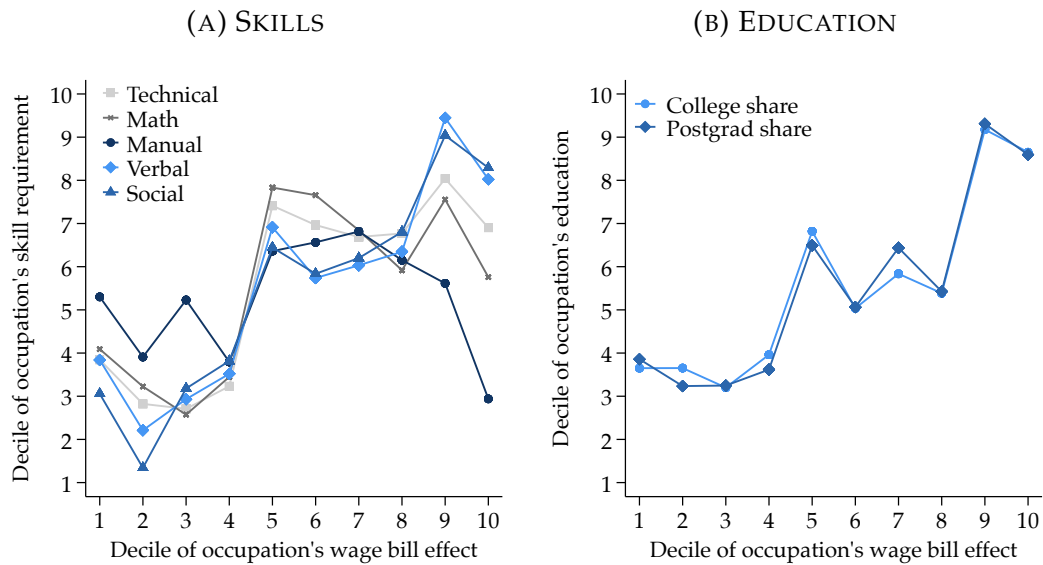 (A) SKILLS
Decile of occupation's skill requirement
10
9
8
7
6
5
4
3
2
1
Technical
Math
Manual
Verbal
Social
1 2 3 4 5 6 7 8 9 10
Decile of occupation's wage bill effect
(B) EDUCATION
Decile of occupation's education
10
9
8
7
6
5
4
3
2
1
College share
Postgrad share
1 2 3 4 5 6 7 8 9 10
Decile of occupation's wage bill effect